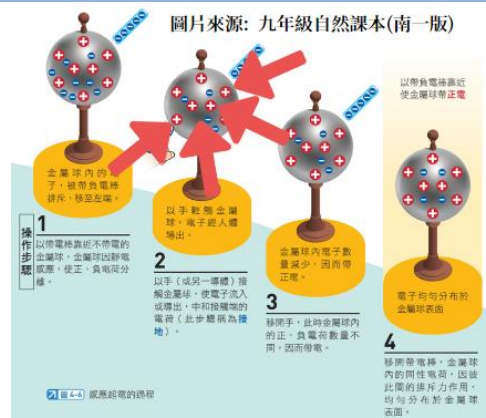 圖片來源: 九年級自然課本(南一版)
以帶負電棒靠近
使金屬球帶正電
金屬球內的
子，被帶負電棒
排斥，移至左端。
以手輕觸金屬
球，電子經人體
導出。
金屬球內電子數
量減少，因而帶
正電。
電子均勻分布於
金屬球表面
操作步驟
1
以帶電棒靠近不帶電的
金屬球，金屬球因靜電
感應，使正、負電荷分
離。
2
以手（或另一導體）接
觸金屬球，使電子流入
或導出，中和接觸端的
電荷（此步驟稱為接
地）。
3
移開手，此時金屬球內
的正、負電荷數量不
同，因而帶電。
4
移開帶電棒，金屬球
內的同性電荷，因彼
此間的排斥力作用，
均勻分布於金屬球
表面。
圖4-6 感應起電的過程